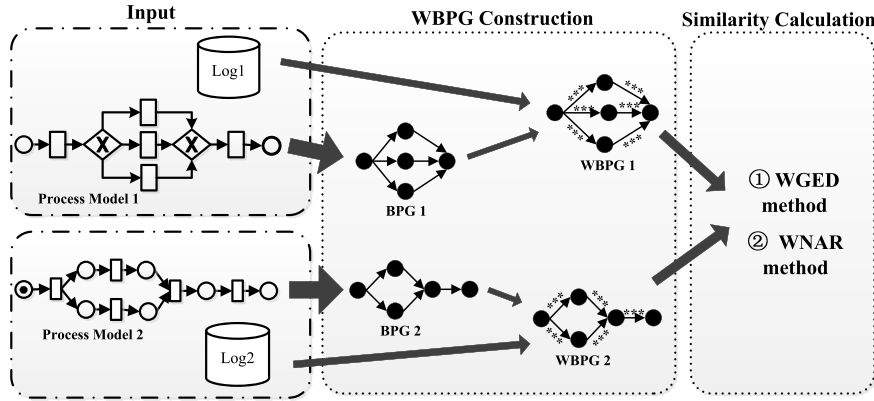 Input
WBPG Construction
Similarity Calculation
Log1
X
X
Process Model 1
BPG 1
***
***
***
***
***
***
WBPG 1
① WGED
method
② WNAR
method
Process Model 2
Log2
BPG 2
***
***
***
***
***
WBPG 2